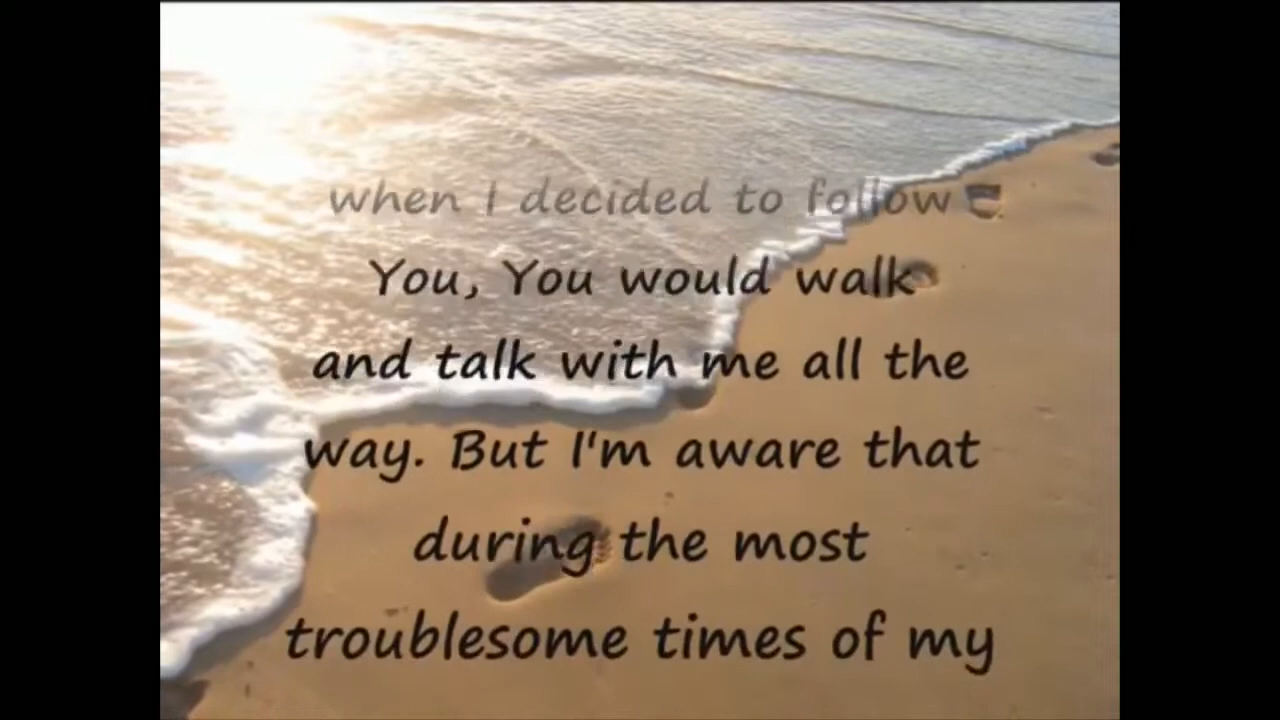 when I decided to follow
You, You would walk
and talk with me all the
way. But I'm aware that
during the most
troublesome times of my